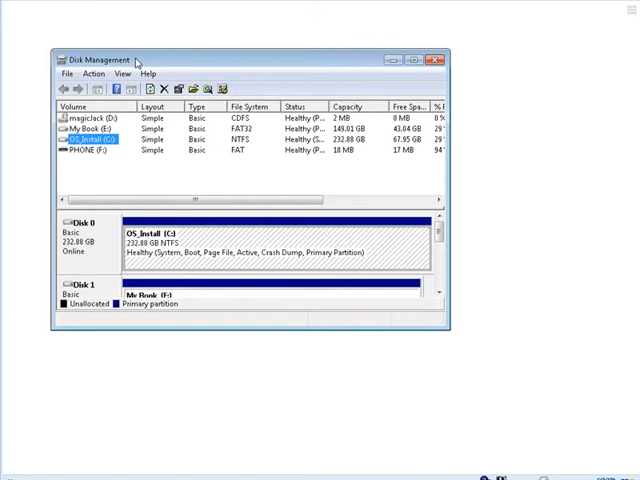 Disk Management
File Action View Help
Volume Layout Type File System Status Capacity Free Spa... % F
magicJack (D:) Simple Basic CDFS Healthy (P... 2 MB 0 MB 0 %
My Book (E:) Simple Basic FAT32 Healthy (P... 149.01 GB 43.04 GB 29
OS_Install (C:) Simple Basic NTFS Healthy (S... 232.88 GB 67.95 GB 29
PHONE (F:) Simple Basic FAT Healthy (P... 18 MB 17 MB 94
Disk 0
Basic
232.88 GB
Online
OS_Install (C:)
232.88 GB NTFS
Healthy (System, Boot, Page File, Active, Crash Dump, Primary Partition)
Disk 1
Basic
My Book (E:)
Unallocated Primary partition